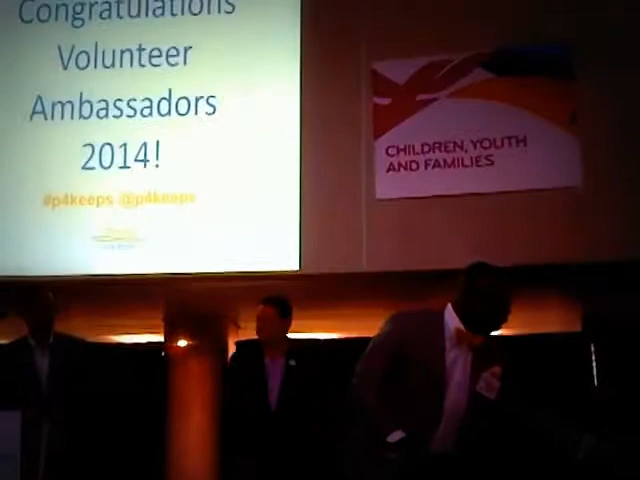 Congratulations
Volunteer
Ambassadors
2014!
#p4keeps @p4keeps
CHILDREN, YOUTH
AND FAMILIES